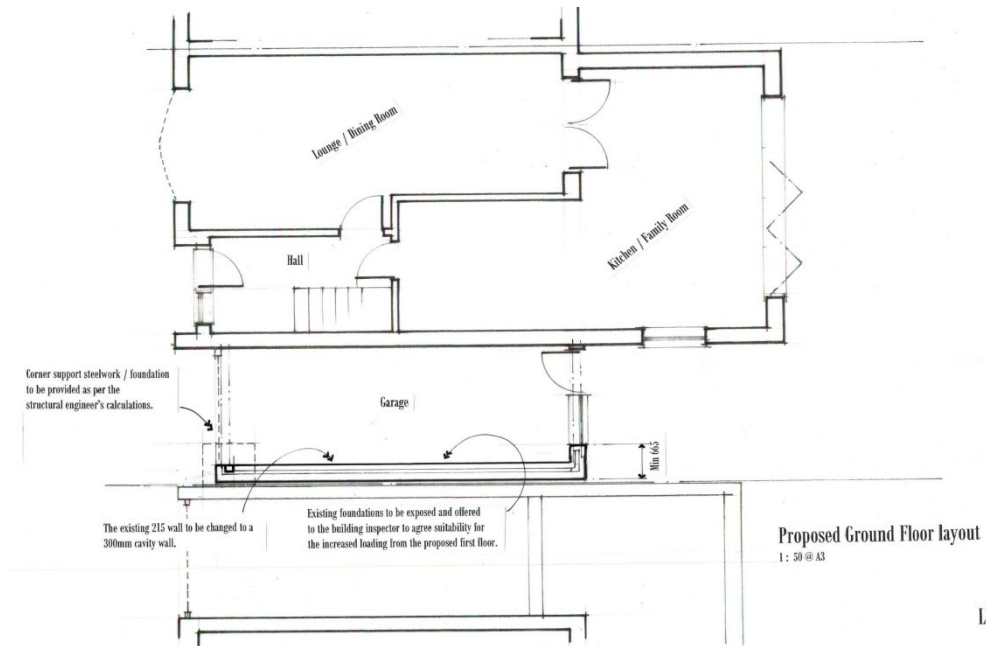 Lounge / Dining Room
Kitchen / Family Room
Hall
Corner support steelwork / foundation
to be provided as per the
structural engineer's calculations.
Garage
Min 665
The existing 215 wall to be changed to a
300mm cavity wall.
Existing foundations to be exposed and offered
to the building inspector to agree suitability for
the increased loading from the proposed first floor.
Proposed Ground Floor layout
1 : 50 @ A3
L